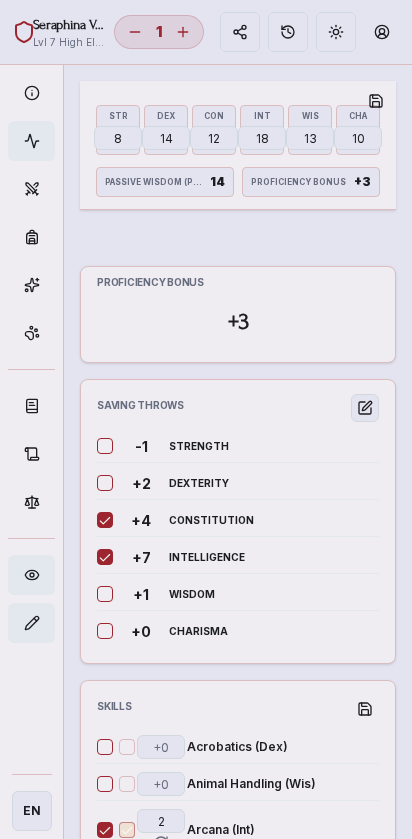 Seraphina V...
Lvl 7 High El...
1
STR DEX CON INT WIS CHA
8 14 12 18 13 10
PASSIVE WISDOM (P... 14 PROFICIENCY BONUS +3
PROFICIENCY BONUS
+3
SAVING THROWS
-1 STRENGTH
+2 DEXTERITY
+4 CONSTITUTION
+7 INTELLIGENCE
+1 WISDOM
+0 CHARISMA
SKILLS
+0 Acrobatics (Dex)
+0 Animal Handling (Wis)
2 Arcana (Int)
EN